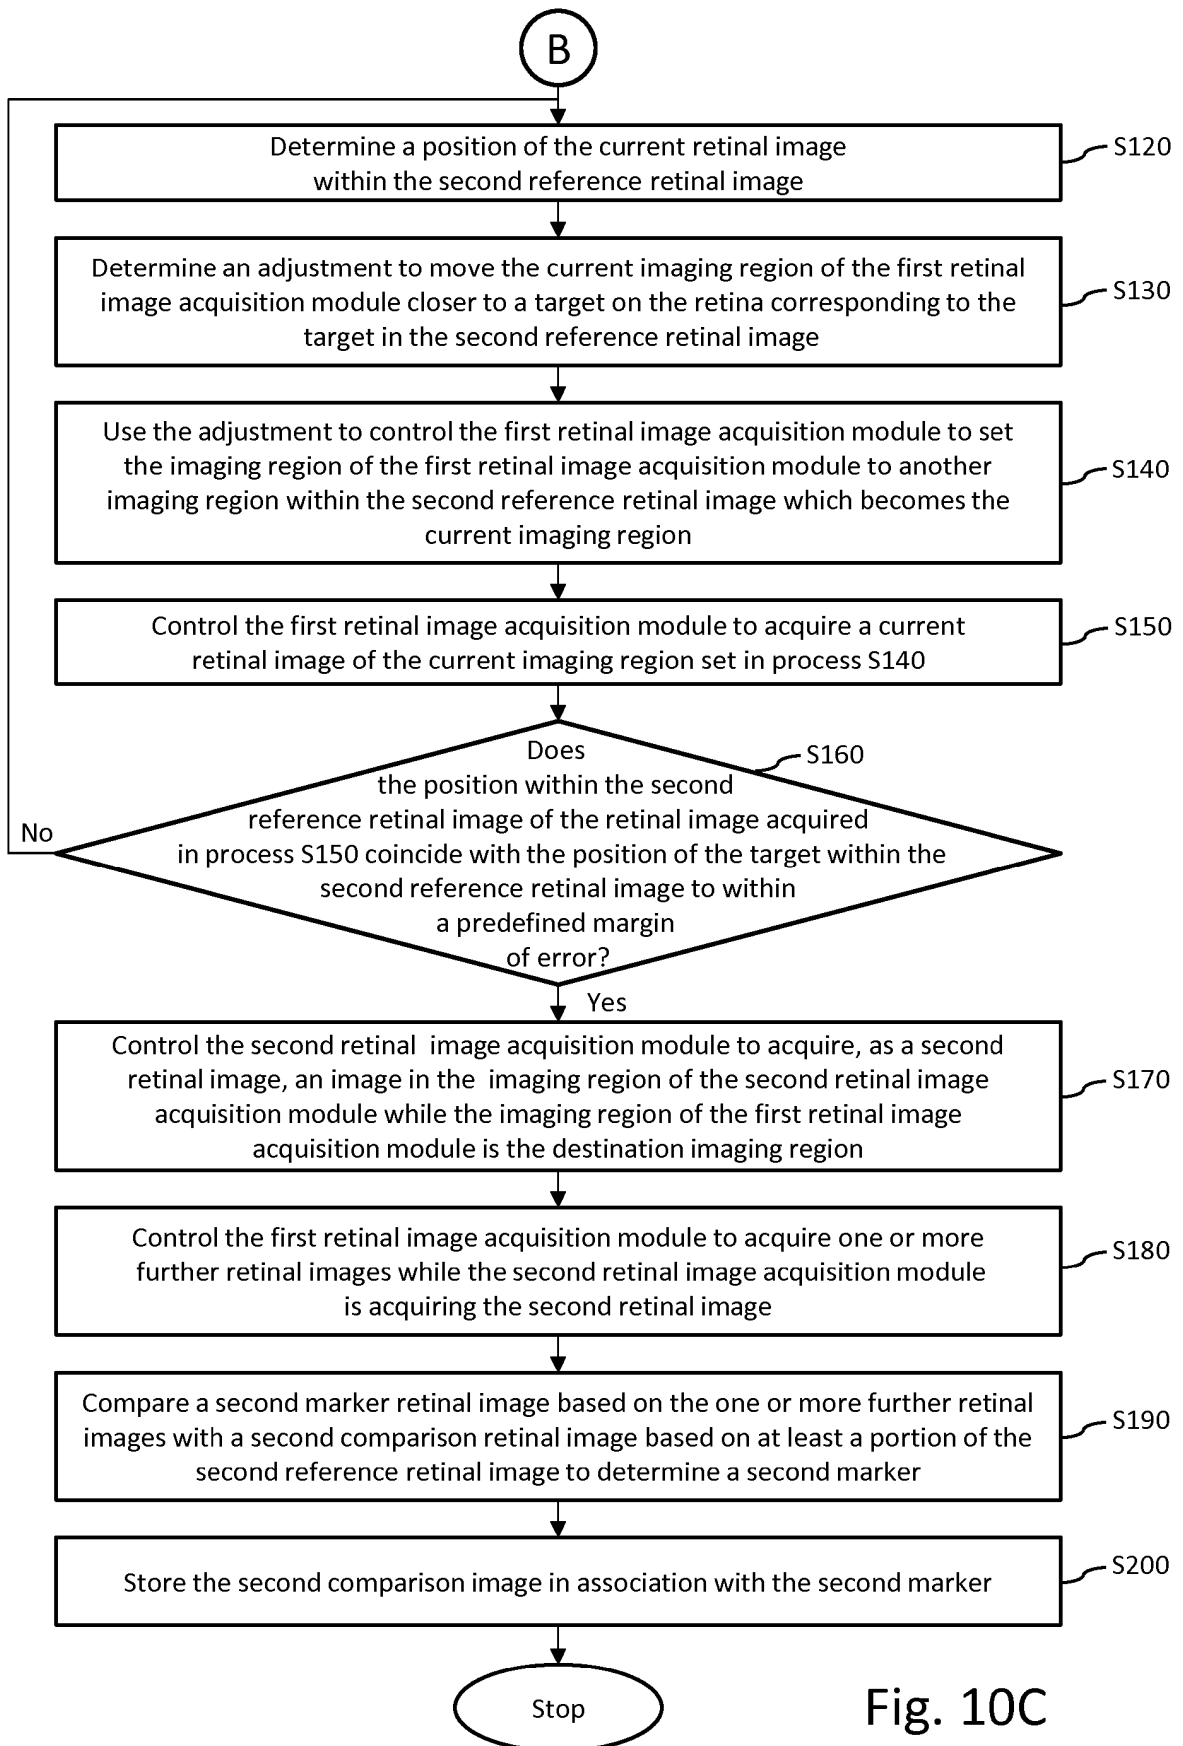 B
Determine a position of the current retinal image
within the second reference retinal image
S120
Determine an adjustment to move the current imaging region of the first retinal
image acquisition module closer to a target on the retina corresponding to the
target in the second reference retinal image
S130
Use the adjustment to control the first retinal image acquisition module to set
the imaging region of the first retinal image acquisition module to another
imaging region within the second reference retinal image which becomes the
current imaging region
S140
Control the first retinal image acquisition module to acquire a current
retinal image of the current imaging region set in process S140
S150
Does
the position within the second
reference retinal image of the retinal image acquired
in process S150 coincide with the position of the target within the
second reference retinal image to within
a predefined margin
of error?
S160
No
Yes
Control the second retinal image acquisition module to acquire, as a second
retinal image, an image in the imaging region of the second retinal image
acquisition module while the imaging region of the first retinal image
acquisition module is the destination imaging region
S170
Control the first retinal image acquisition module to acquire one or more
further retinal images while the second retinal image acquisition module
is acquiring the second retinal image
S180
Compare a second marker retinal image based on the one or more further retinal
images with a second comparison retinal image based on at least a portion of the
second reference retinal image to determine a second marker
S190
Store the second comparison image in association with the second marker
S200
Stop
Fig. 10C